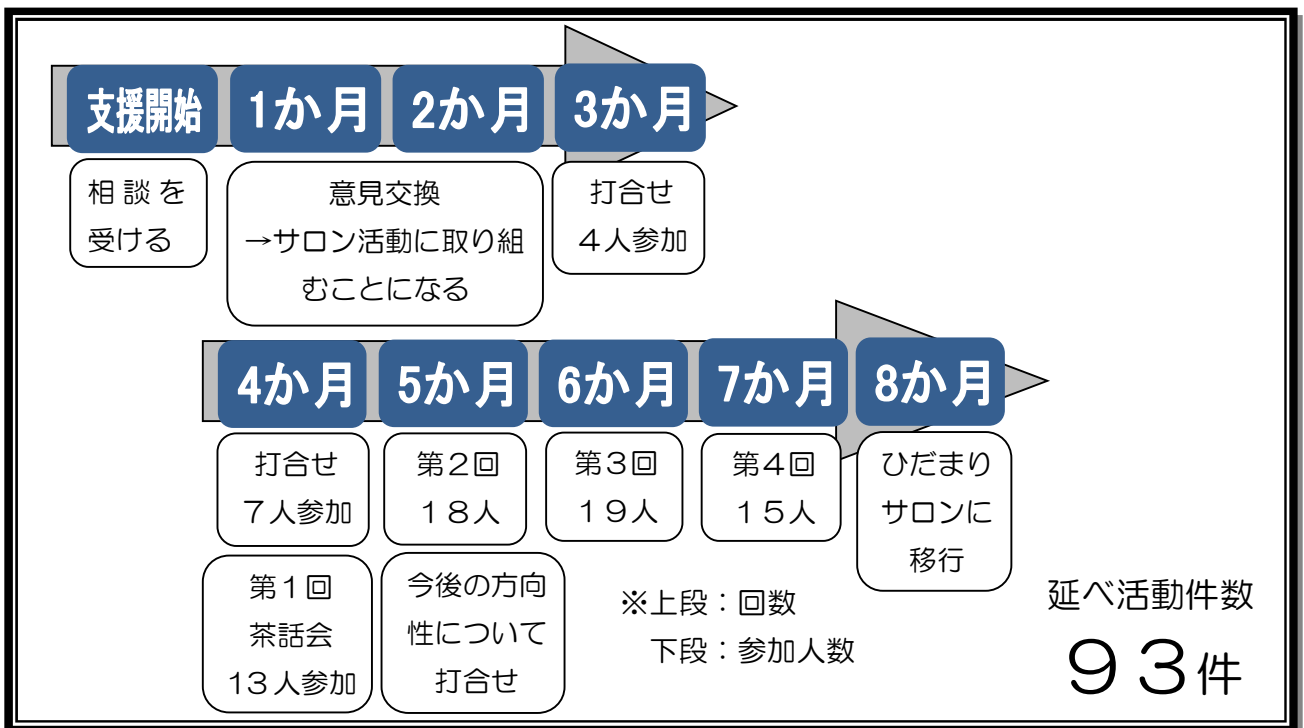 支援開始
1か月
2か月
3か月
相談を
受ける
意見交換
→サロン活動に取り組
むことになる
打合せ
４人参加
4か月
5か月
6か月
7か月
8か月
打合せ
７人参加
第２回
１８人
第３回
１９人
第４回
１５人
ひだまり
サロンに
移行
第１回
茶話会
13人参加
今後の方向
性について
打合せ
※上段：回数
下段：参加人数
延べ活動件数
９３件